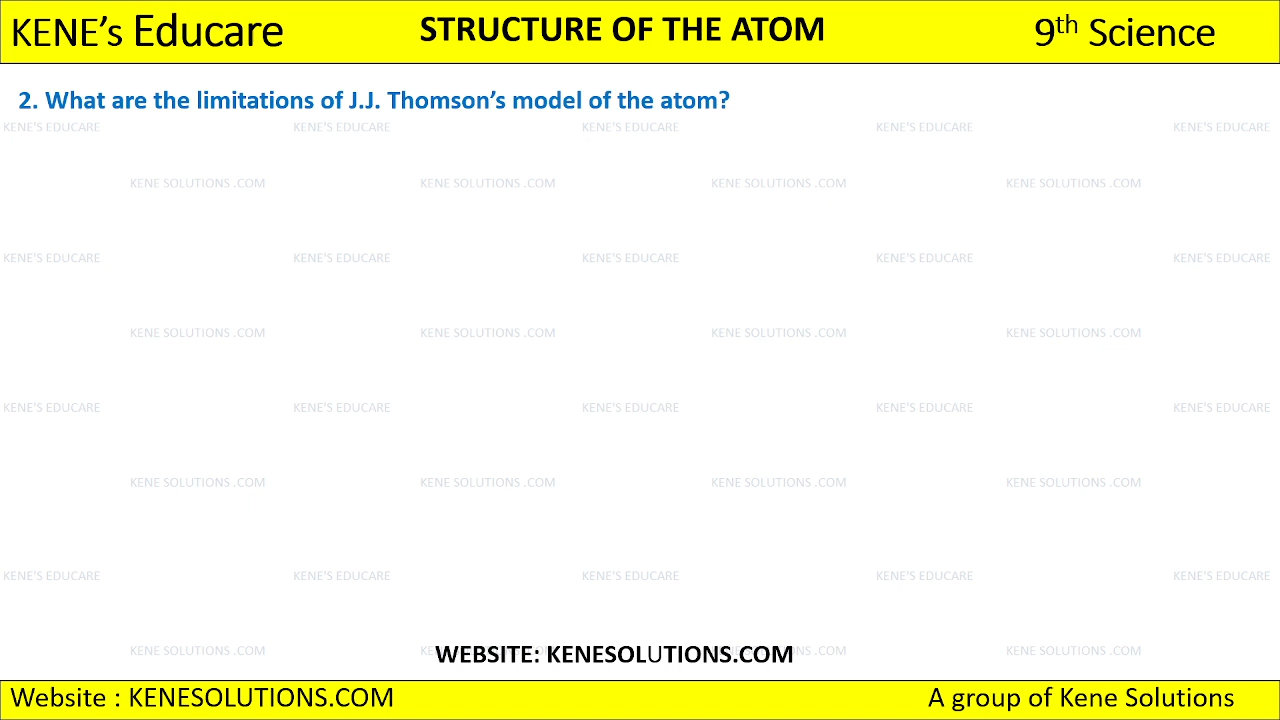 KENE’s Educare STRUCTURE OF THE ATOM 9th Science
2. What are the limitations of J.J. Thomson’s model of the atom?
KENE'S EDUCARE KENE'S EDUCARE KENE'S EDUCARE KENE'S EDUCARE KENE'S EDUCARE
KENE SOLUTIONS .COM KENE SOLUTIONS .COM KENE SOLUTIONS .COM KENE SOLUTIONS .COM
KENE'S EDUCARE KENE'S EDUCARE KENE'S EDUCARE KENE'S EDUCARE KENE'S EDUCARE
KENE SOLUTIONS .COM KENE SOLUTIONS .COM KENE SOLUTIONS .COM KENE SOLUTIONS .COM
KENE'S EDUCARE KENE'S EDUCARE KENE'S EDUCARE KENE'S EDUCARE KENE'S EDUCARE
KENE SOLUTIONS .COM KENE SOLUTIONS .COM KENE SOLUTIONS .COM KENE SOLUTIONS .COM
KENE'S EDUCARE KENE'S EDUCARE KENE'S EDUCARE KENE'S EDUCARE KENE'S EDUCARE
KENE SOLUTIONS .COM WEBSITE: KENESOLUTIONS.COM KENE SOLUTIONS .COM
Website : KENESOLUTIONS.COM A group of Kene Solutions